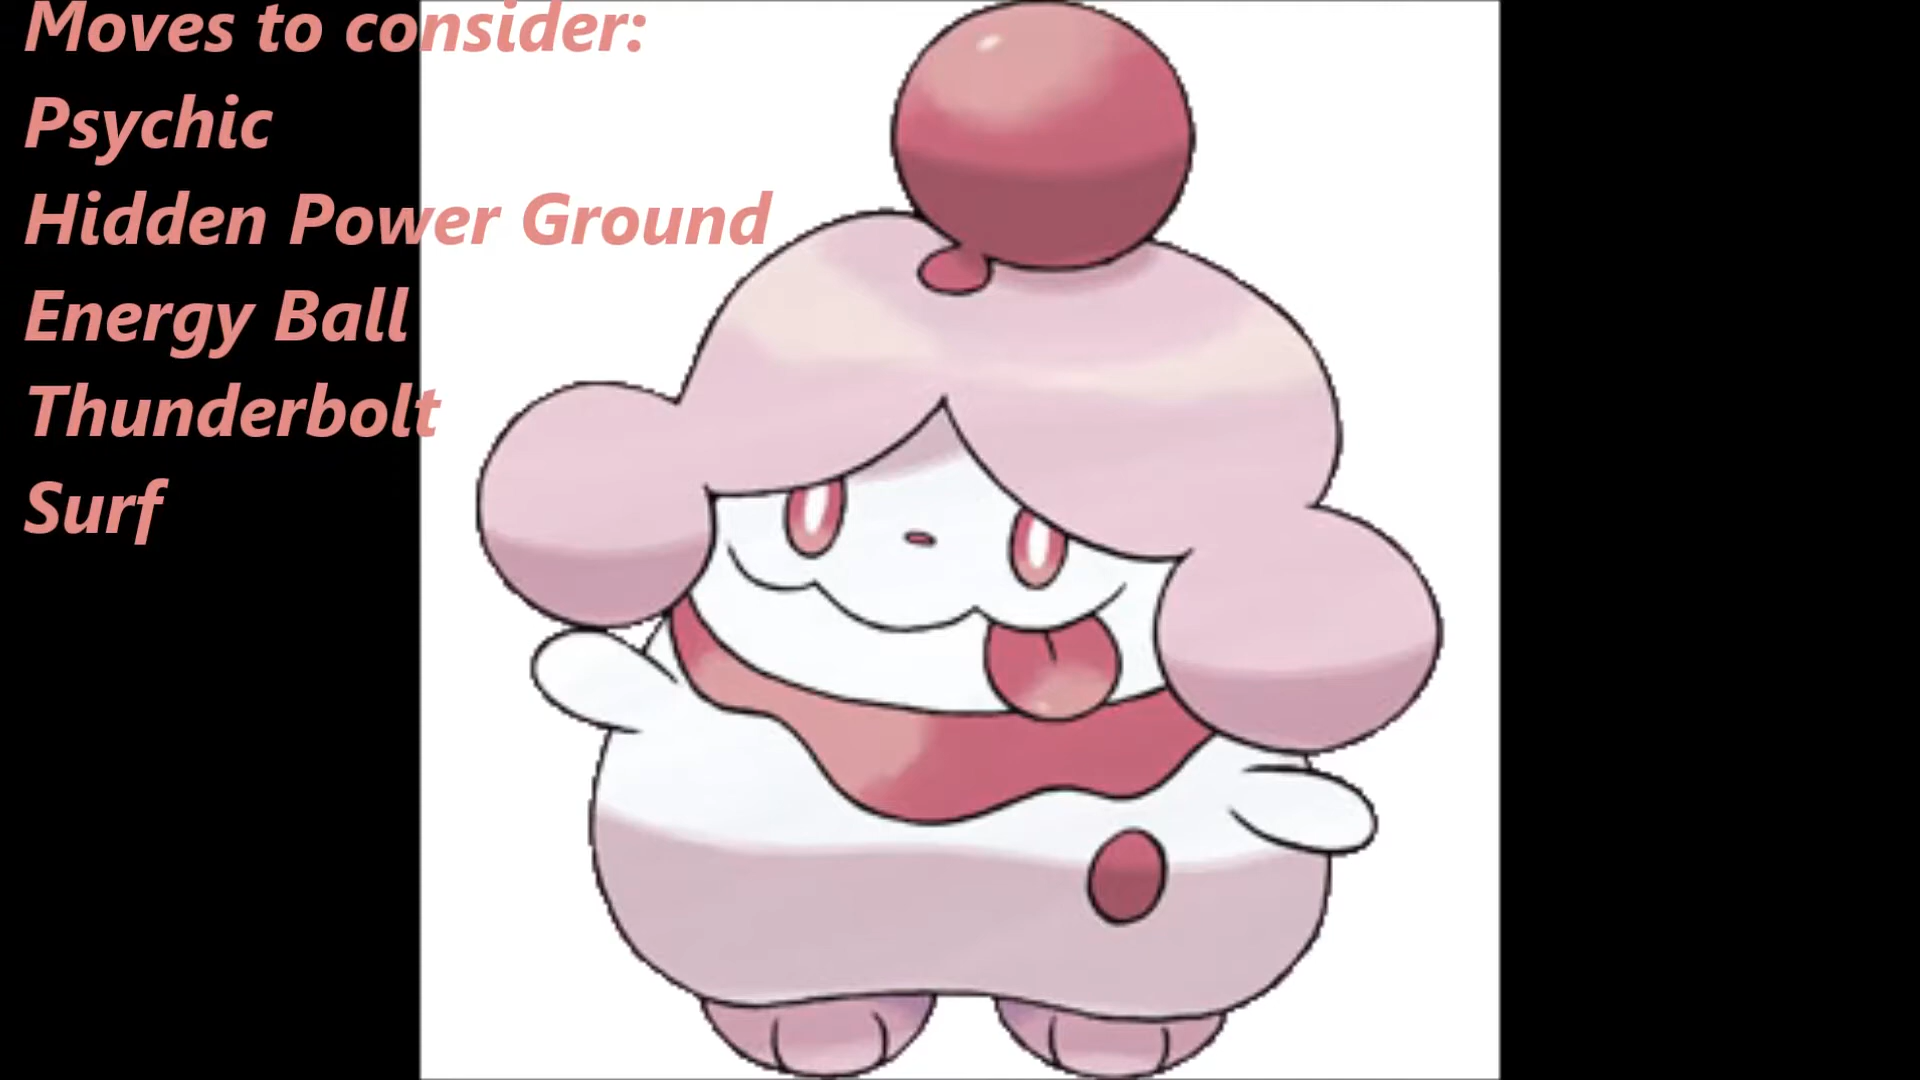 Moves to consider:
Psychic
Hidden Power Ground
Energy Ball
Thunderbolt
Surf